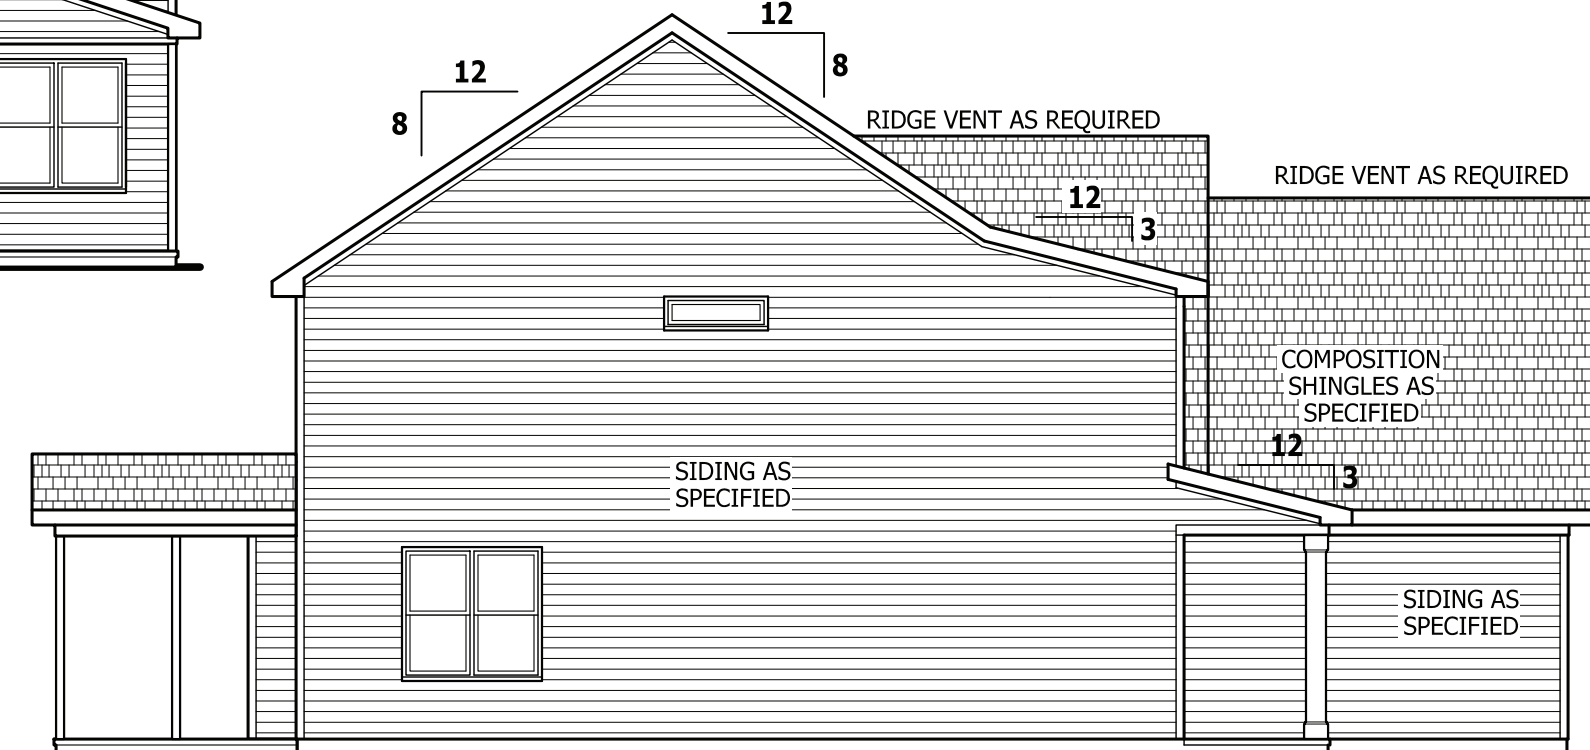 12
8
12
8
RIDGE VENT AS REQUIRED
RIDGE VENT AS REQUIRED
12
3
COMPOSITION
SHINGLES AS
SPECIFIED
12
3
SIDING AS
SPECIFIED
SIDING AS
SPECIFIED